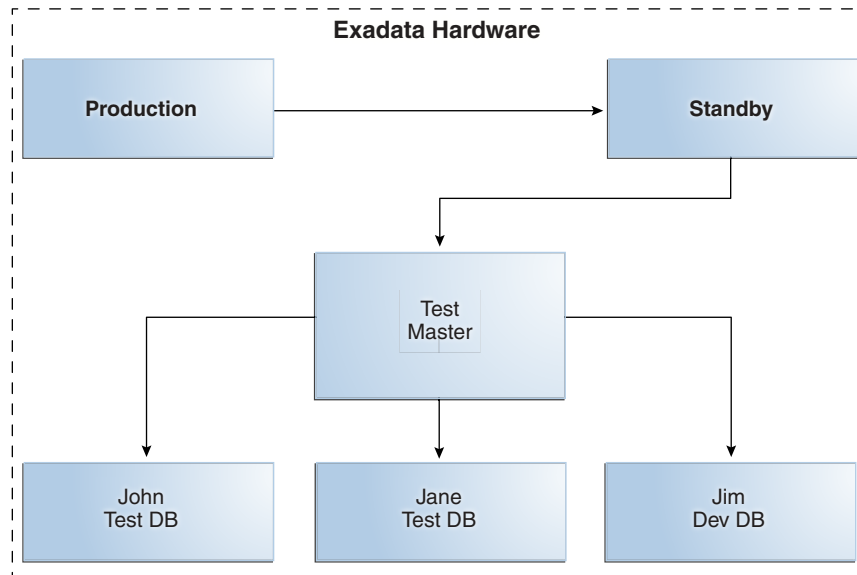 Exadata Hardware
Production
Standby
Test
Master
John
Test DB
Jane
Test DB
Jim
Dev DB